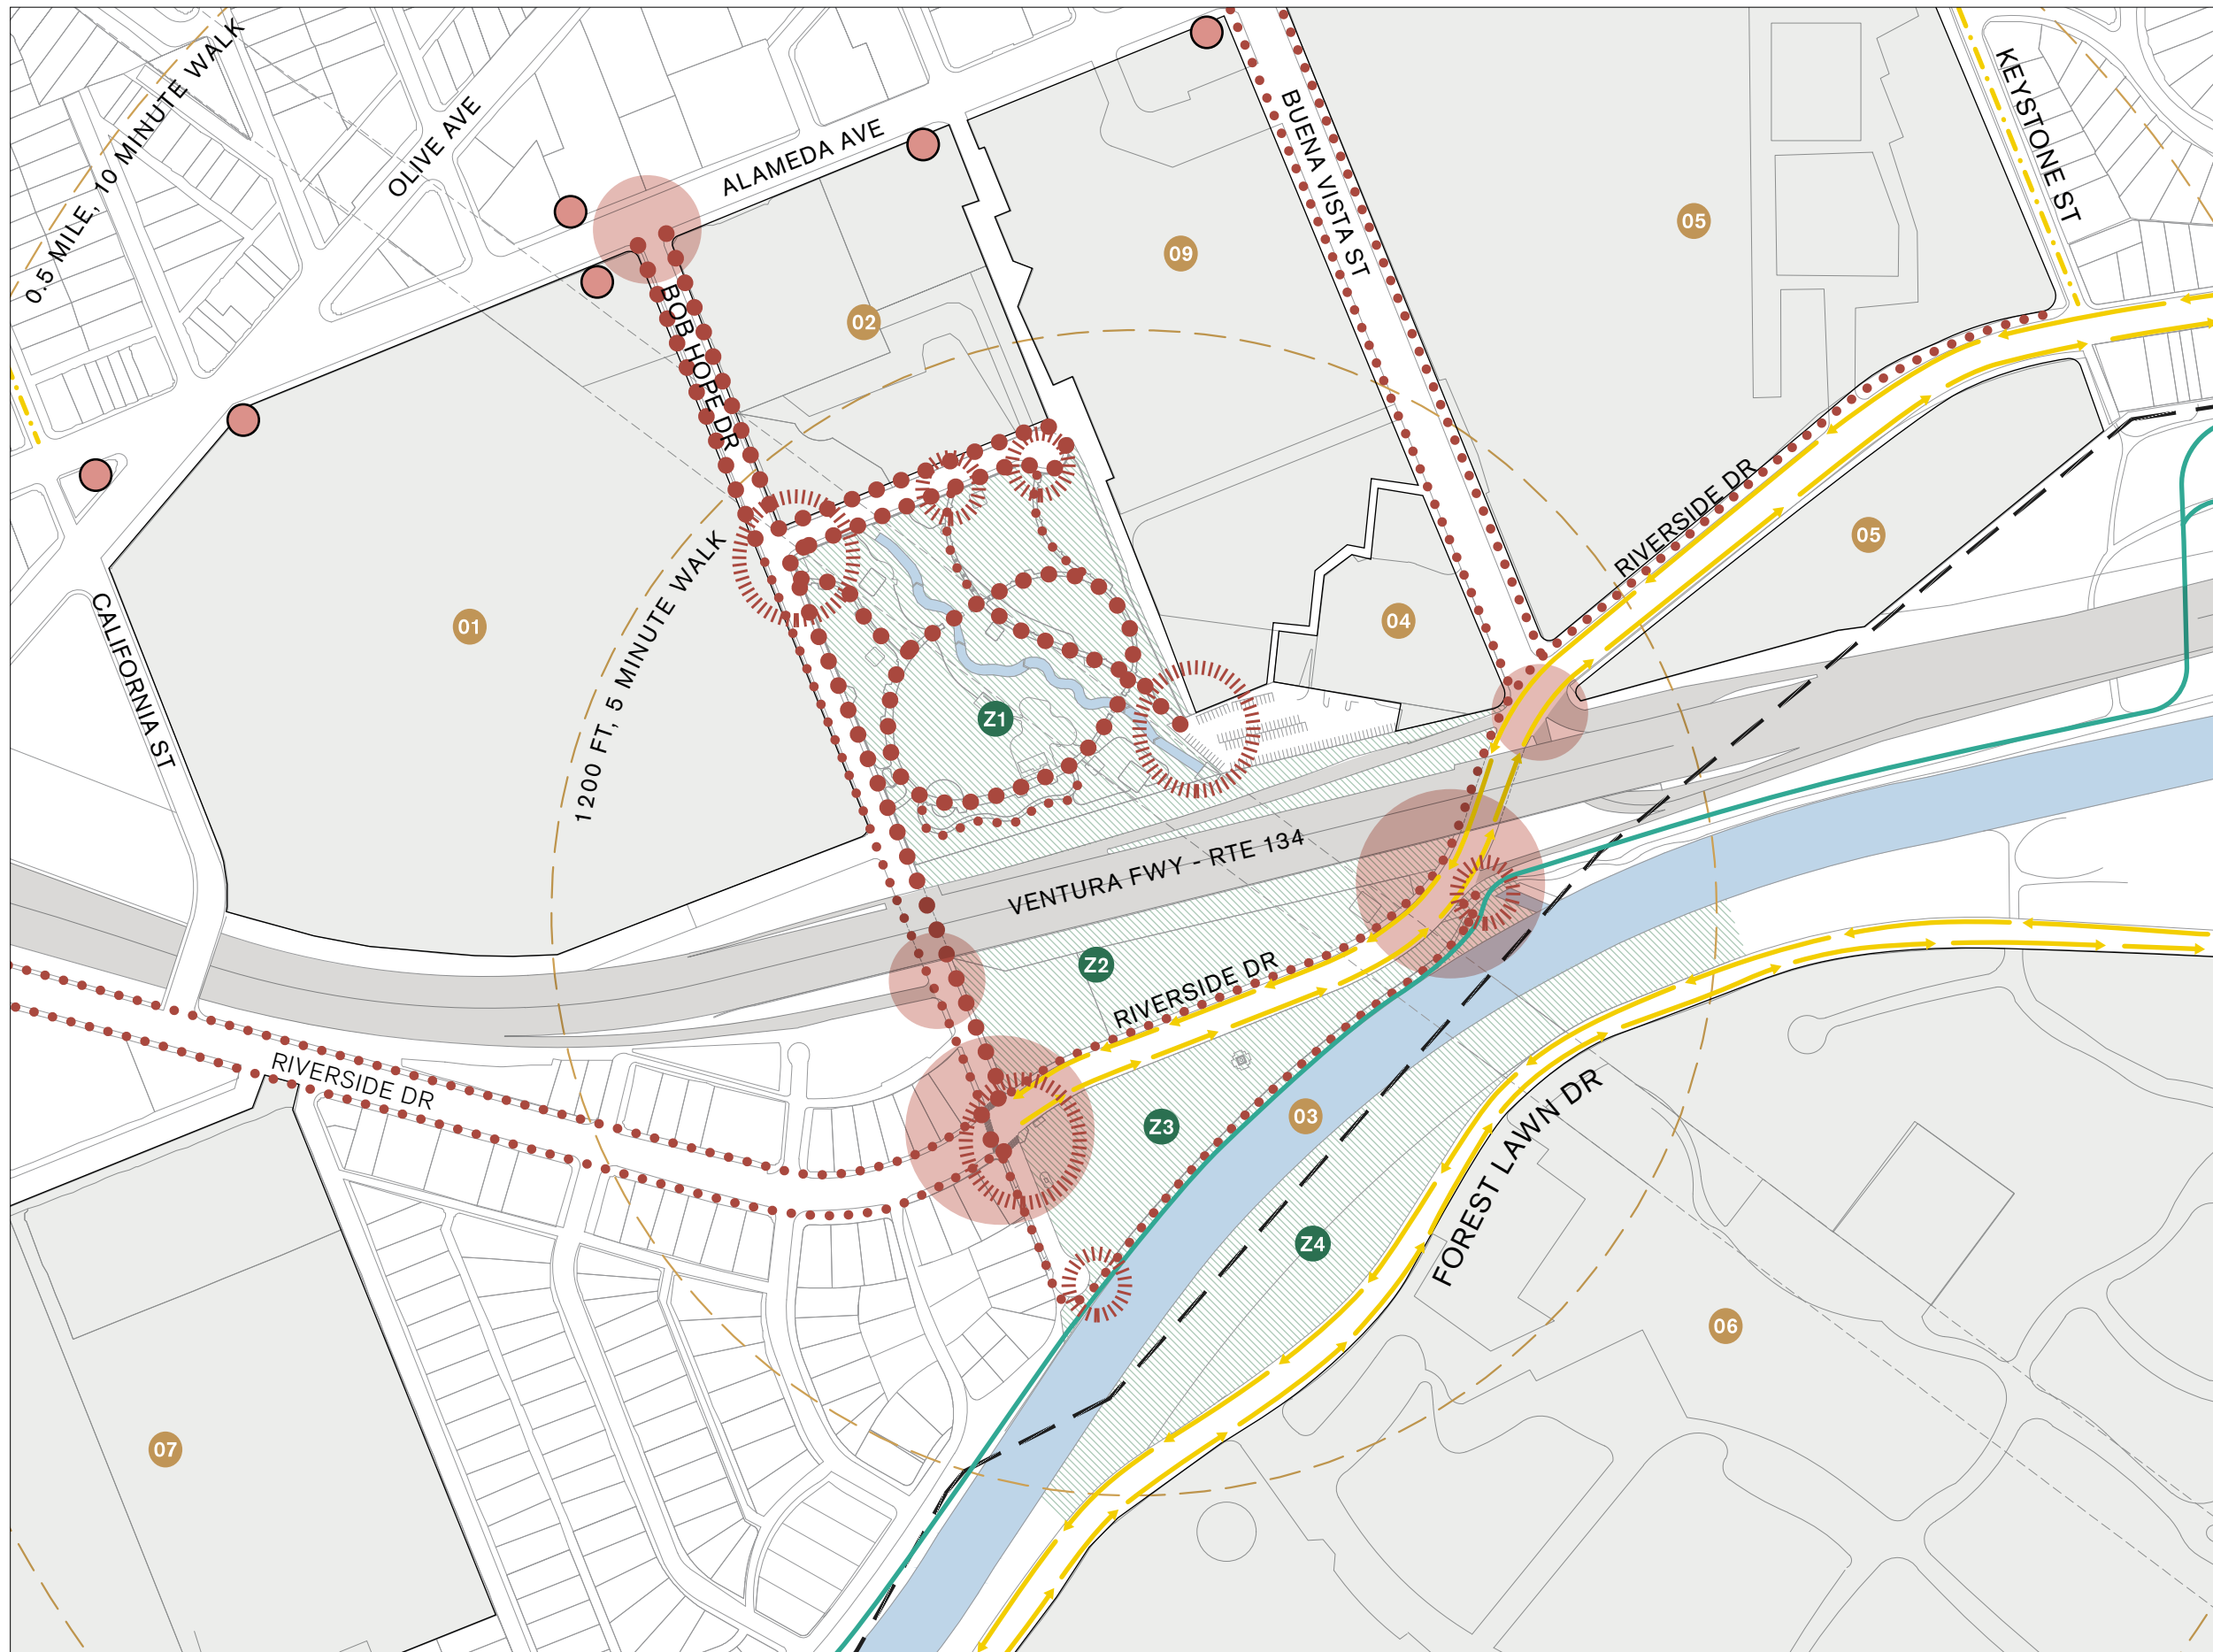 0.5 MILE, 10 MINUTE WALK
OLIVE AVE
ALAMEDA AVE
BUENA VISTA ST
KEYSTONE ST
05
09
02
BOB HOPE DR
RIVERSIDE DR
05
1200 FT, 5 MINUTE WALK
CALIFORNIA ST
01
04
Z1
VENTURA FWY - RTE 134
Z2
RIVERSIDE DR
RIVERSIDE DR
Z3
03
FOREST LAWN DR
Z4
06
07